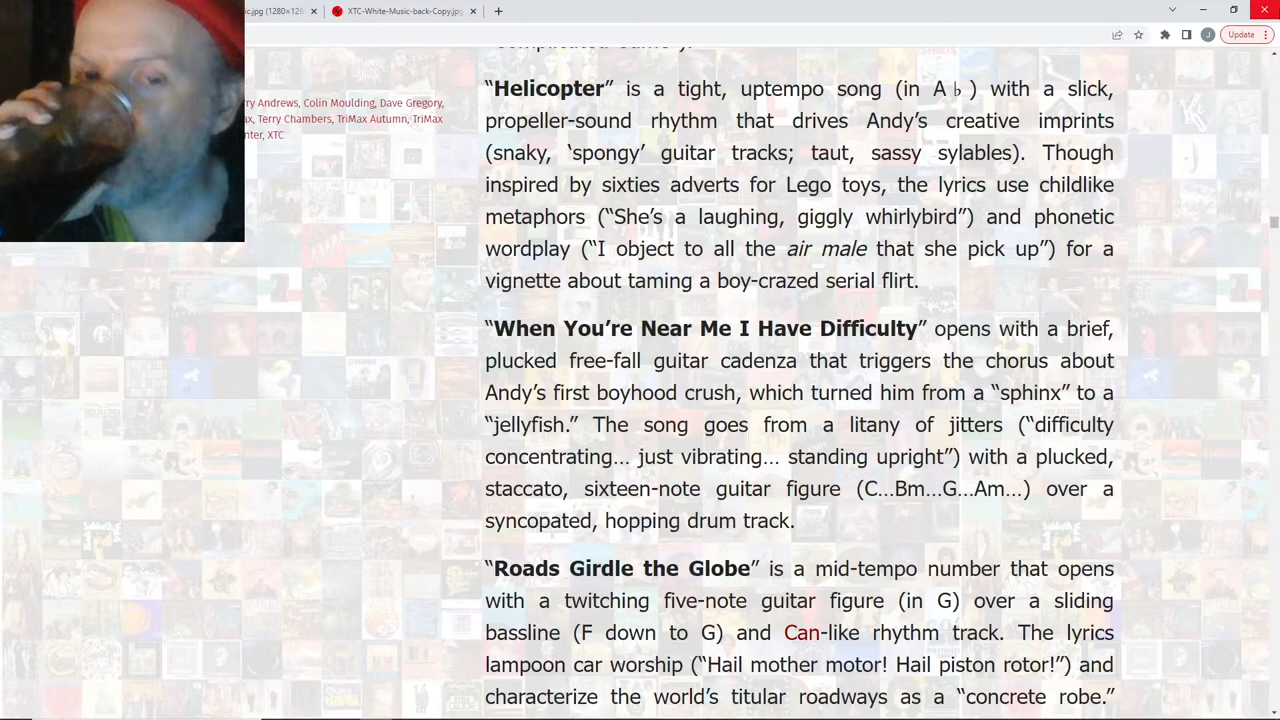 ic.jpg (1280×128
XTC-White-Music-back-Copy.jpg
Update
J
"Helicopter" is a tight, uptempo song (in A♭) with a slick,
propeller-sound rhythm that drives Andy's creative imprints
(snaky, 'spongy' guitar tracks; taut, sassy sylables). Though
inspired by sixties adverts for Lego toys, the lyrics use childlike
metaphors ("She's a laughing, giggly whirlybird") and phonetic
wordplay ("I object to all the air male that she pick up") for a
vignette about taming a boy-crazed serial flirt.
"When You're Near Me I Have Difficulty" opens with a brief,
plucked free-fall guitar cadenza that triggers the chorus about
Andy's first boyhood crush, which turned him from a "sphinx" to a
"jellyfish." The song goes from a litany of jitters ("difficulty
concentrating… just vibrating… standing upright") with a plucked,
staccato, sixteen-note guitar figure (C…Bm…G…Am…) over a
syncopated, hopping drum track.
"Roads Girdle the Globe" is a mid-tempo number that opens
with a twitching five-note guitar figure (in G) over a sliding
bassline (F down to G) and Can-like rhythm track. The lyrics
lampoon car worship ("Hail mother motor! Hail piston rotor!") and
characterize the world's titular roadways as a "concrete robe."
ry Andrews, Colin Moulding, Dave Gregory,
ax, Terry Chambers, TriMax Autumn, TriMax
nter, XTC